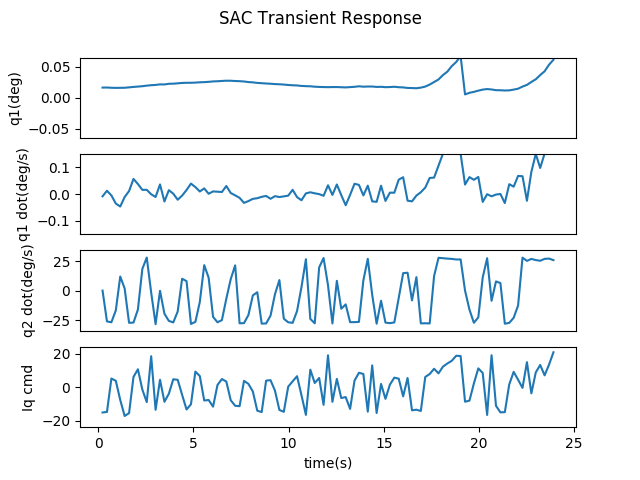 SAC Transient Response
q1(deg)
0.05
0.00
−0.05
q1 dot(deg/s)
0.1
0.0
−0.1
q2 dot(deg/s)
25
0
−25
Iq cmd
20
0
−20
0 5 10 15 20 25
time(s)